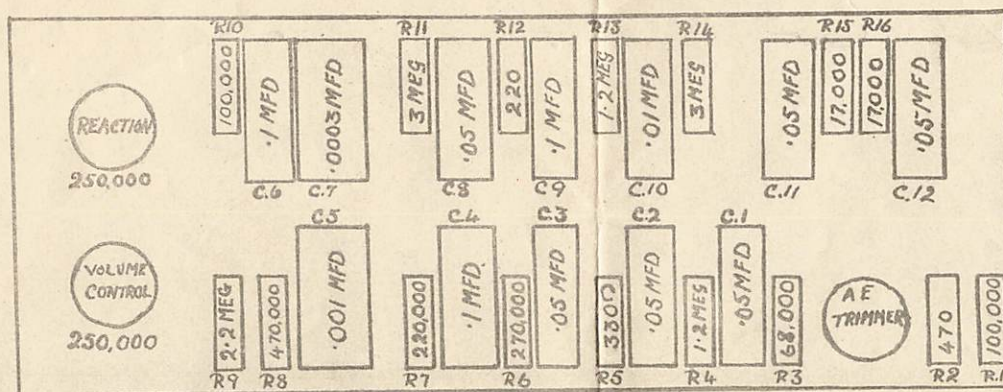 R10 R11 R12 R13 R14 R15 R16
REACTION
250,000
100,000
.1 MFD
.0003 MFD
3 MEG
.05 MFD
220
.1 MFD
1.2 MEG
.01 MFD
3 MEG
.05 MFD
17.000
17.000
.05 MFD
C.6 C.7 C.8 C.9 C.10 C.11 C.12
C.5 C.4 C.3 C.2 C.1
VOLUME
CONTROL
250,000
2.2 MEG
470,000
.001 MFD
220,000
.1 MFD.
270,000
.05 MFD
.05 MFD
1.2 MEG
.05 MFD
68.000
AE
TRIMMER
470
100,000
R9 R8 R7 R6 R5 R4 R3 R2